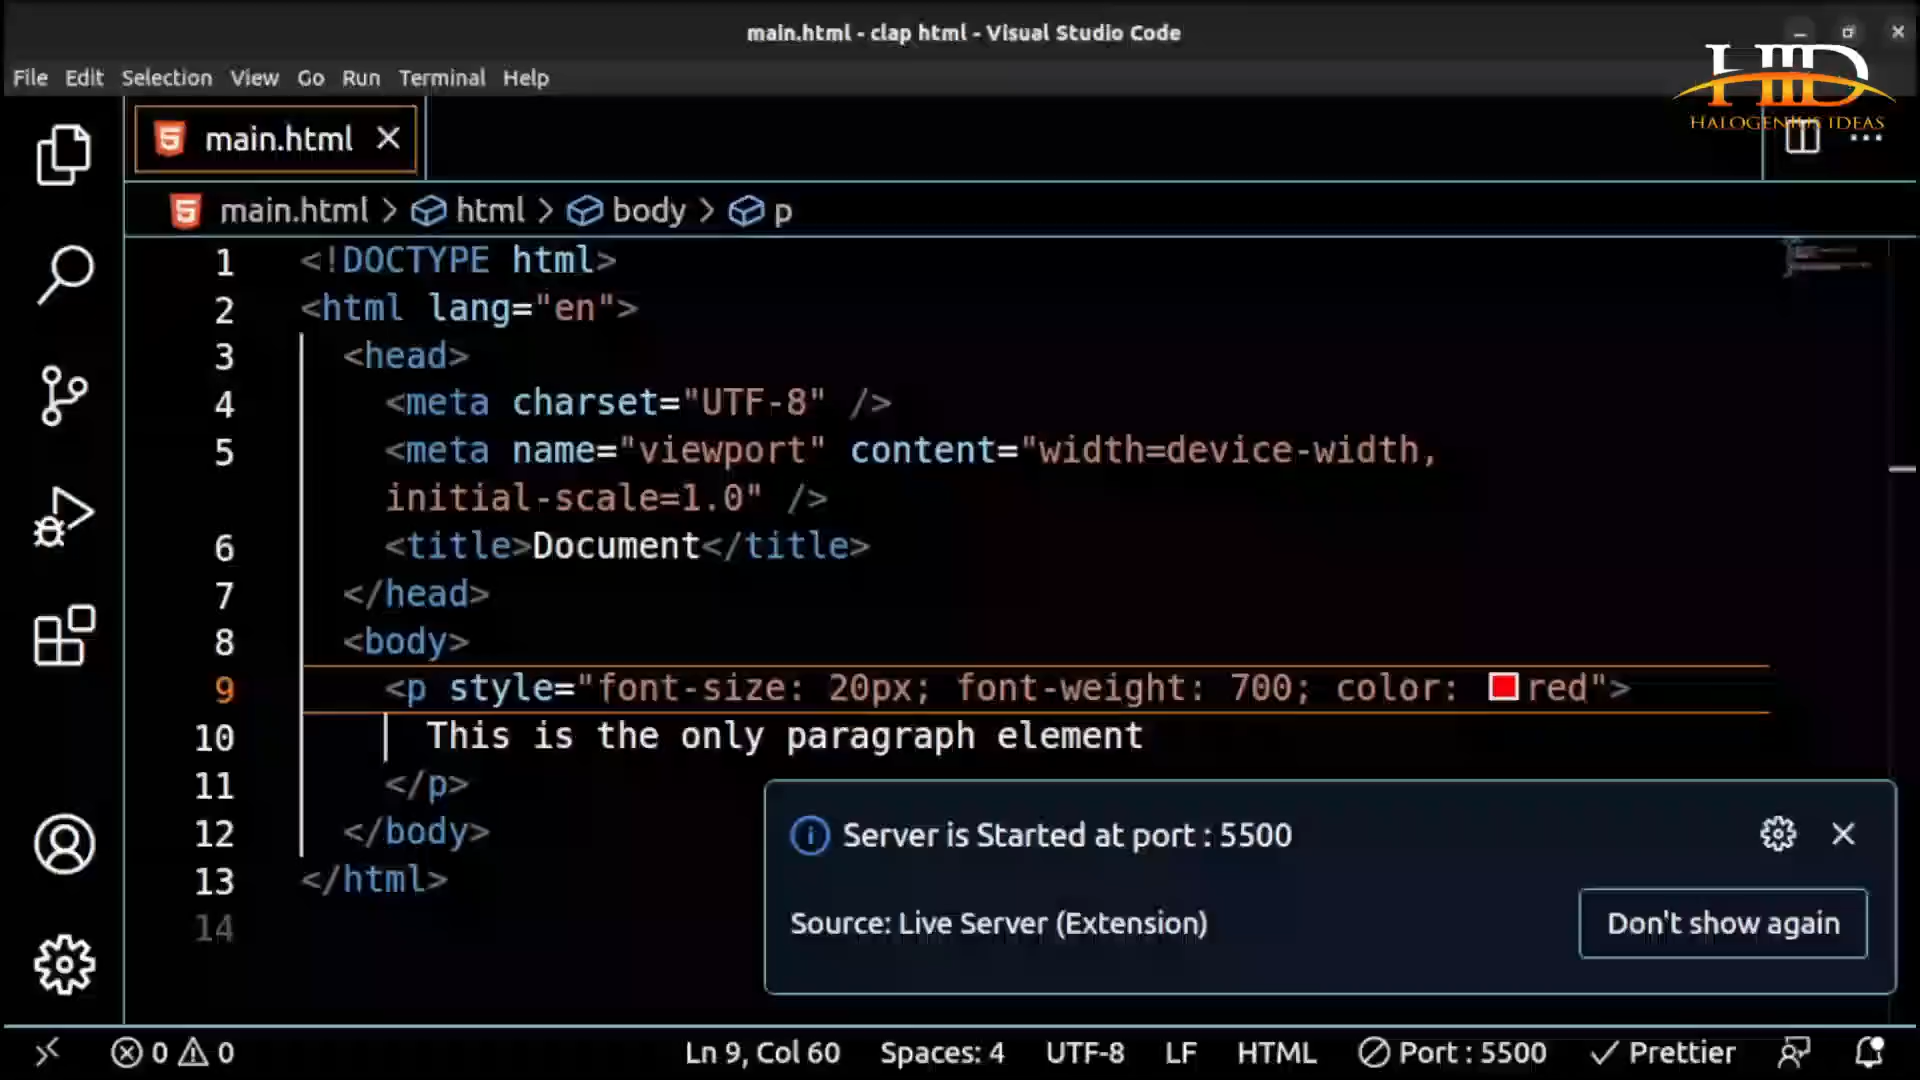 main.html - clap html - Visual Studio Code
File Edit Selection View Go Run Terminal Help
HID
HALOGENIUS IDEAS
main.html
main.html > html > body > p
1 <!DOCTYPE html>
2 <html lang="en">
3 <head>
4 <meta charset="UTF-8" />
5 <meta name="viewport" content="width=device-width,
initial-scale=1.0" />
6 <title>Document</title>
7 </head>
8 <body>
9 <p style="font-size: 20px; font-weight: 700; color: red">
10 This is the only paragraph element
11 </p>
12 </body>
13 </html>
14
Server is Started at port : 5500
Source: Live Server (Extension)
Don't show again
0 0 Ln 9, Col 60 Spaces: 4 UTF-8 LF HTML Port : 5500 Prettier